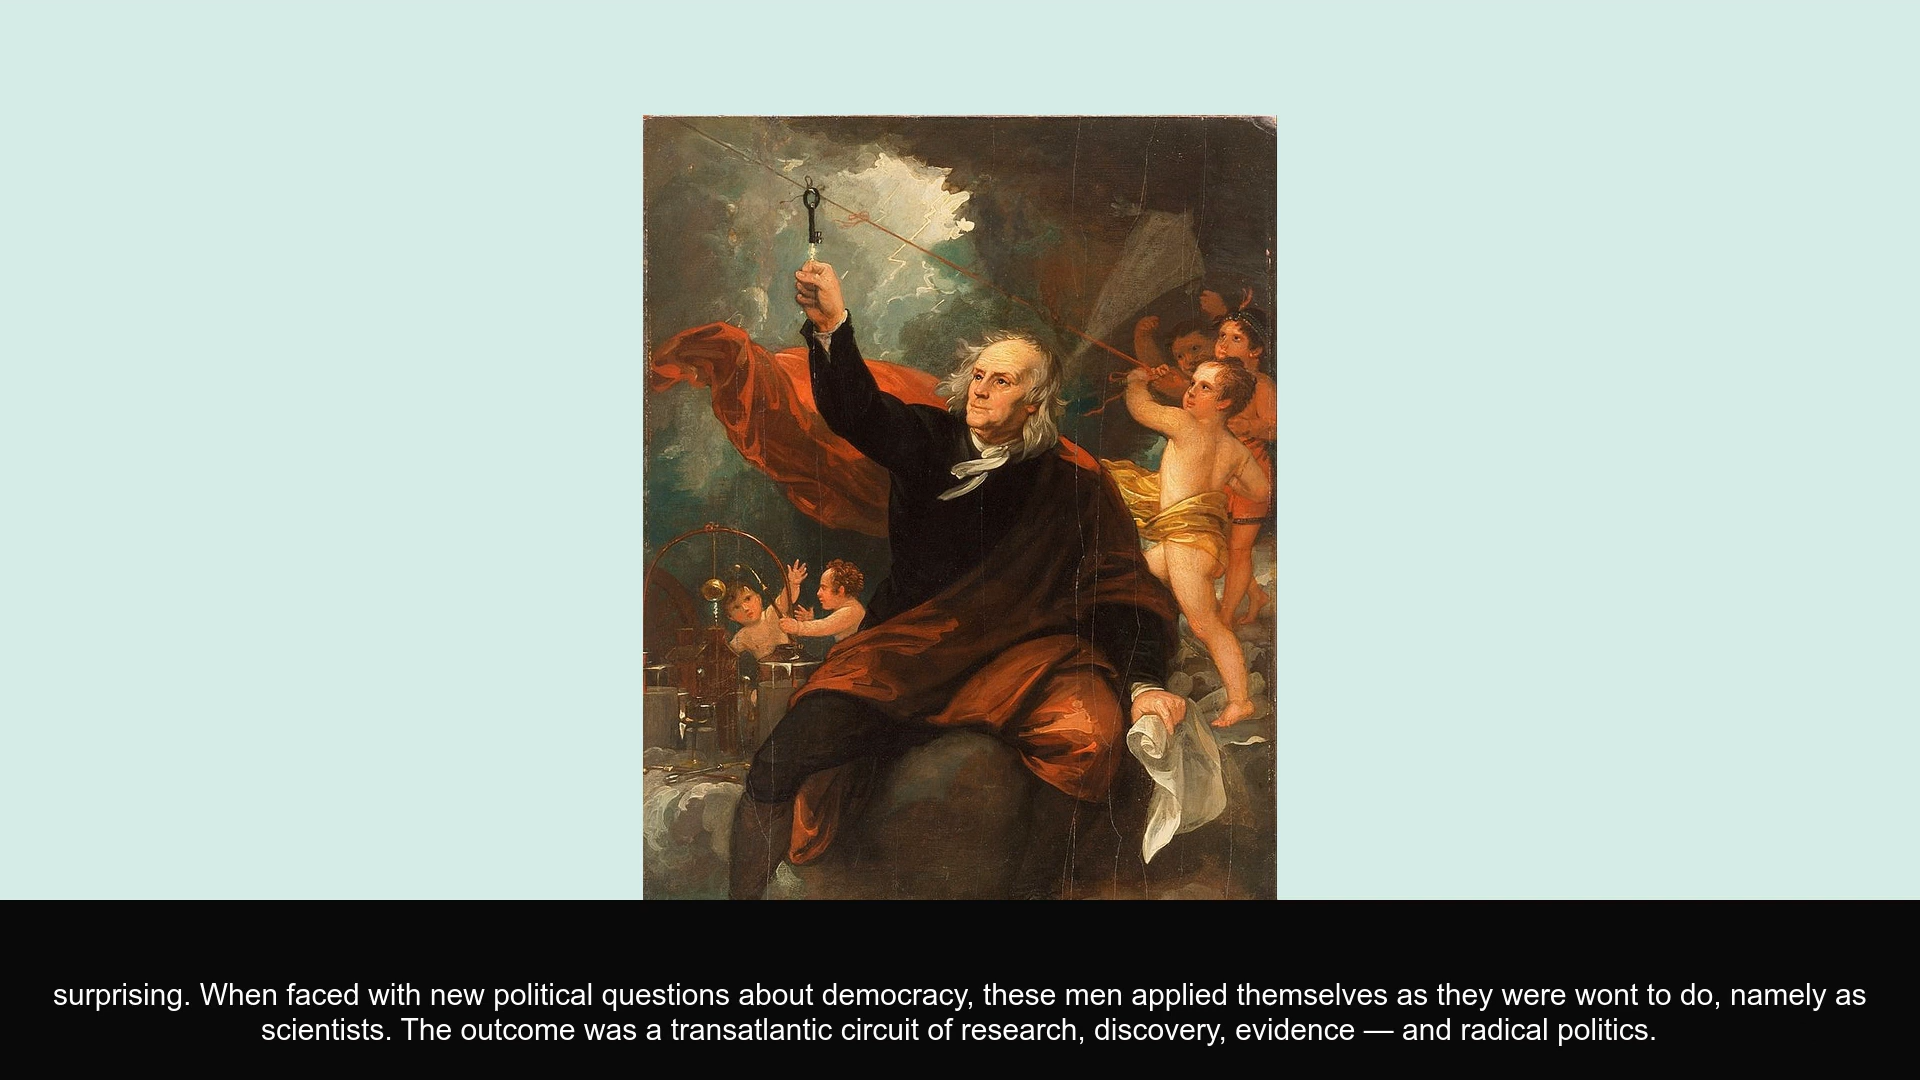 surprising. When faced with new political questions about democracy, these men applied themselves as they were wont to do, namely as
scientists. The outcome was a transatlantic circuit of research, discovery, evidence — and radical politics.